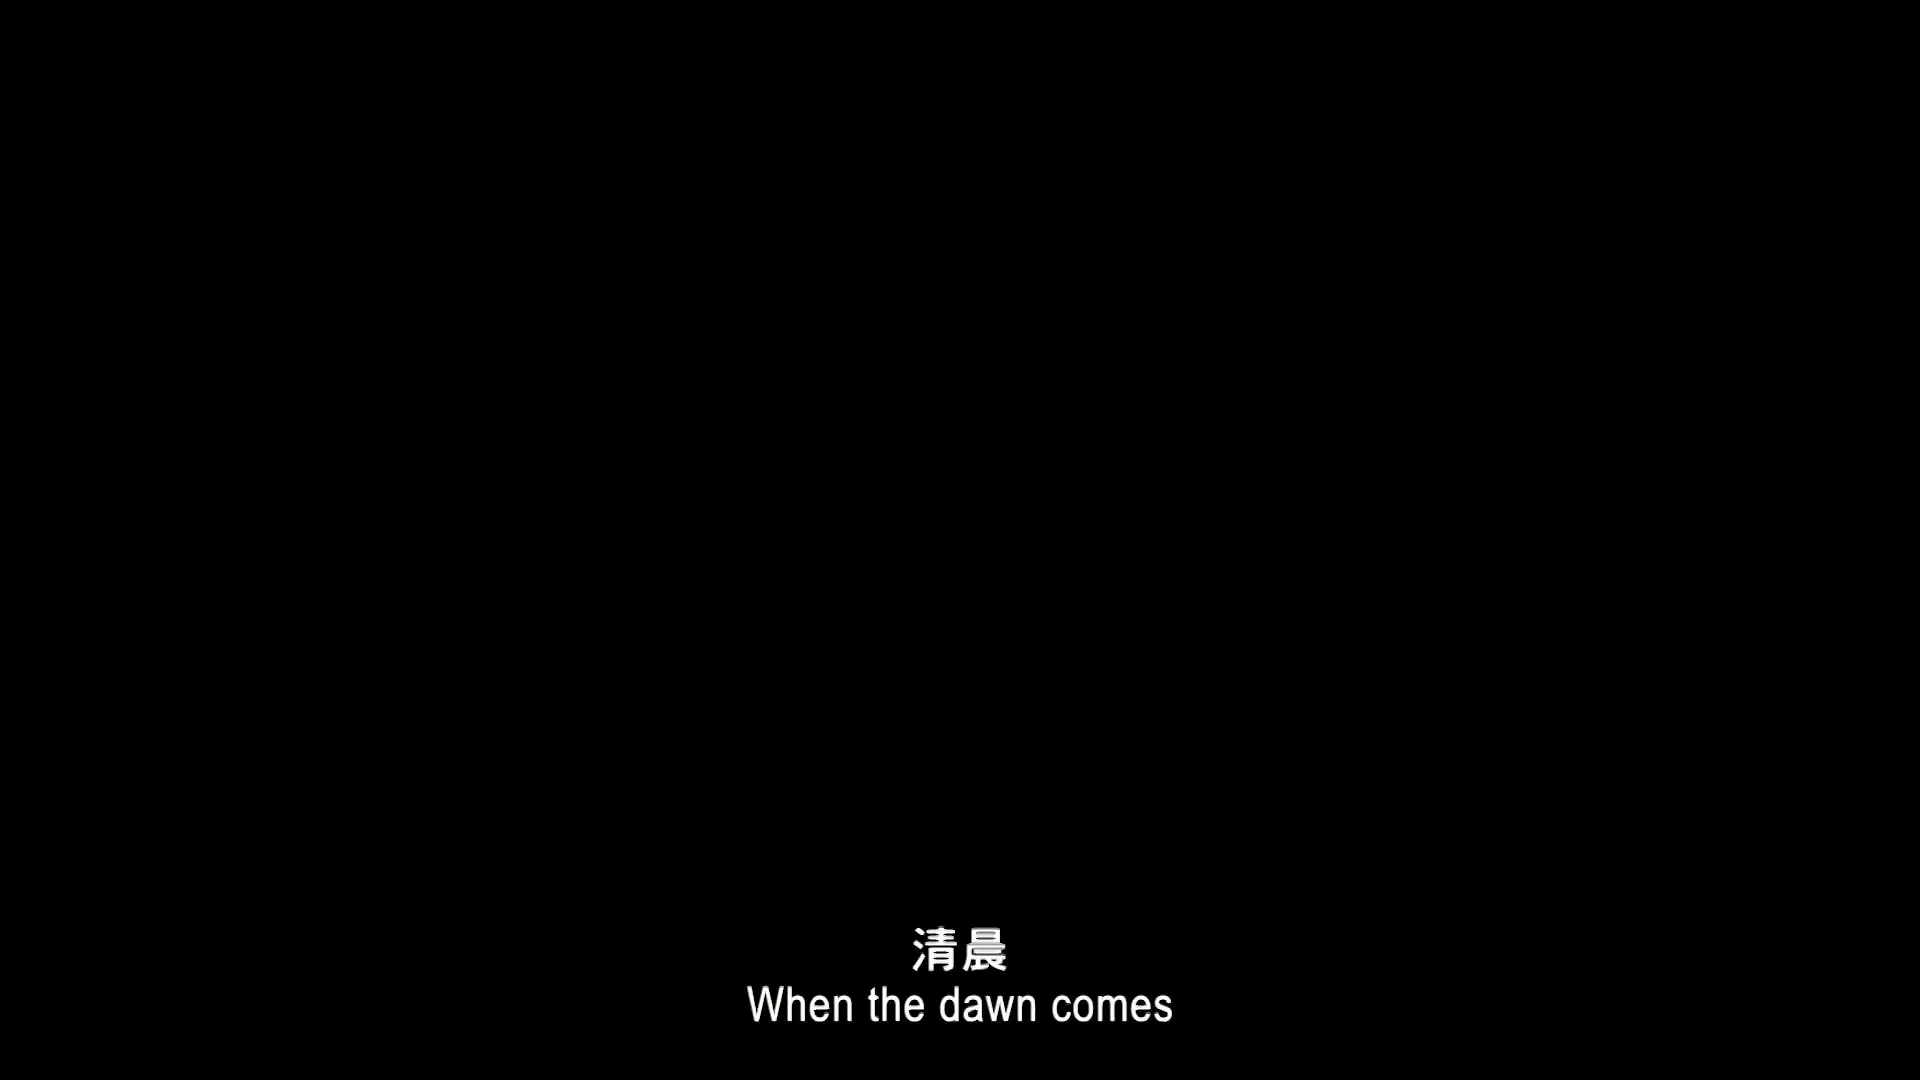 清晨
When the dawn comes